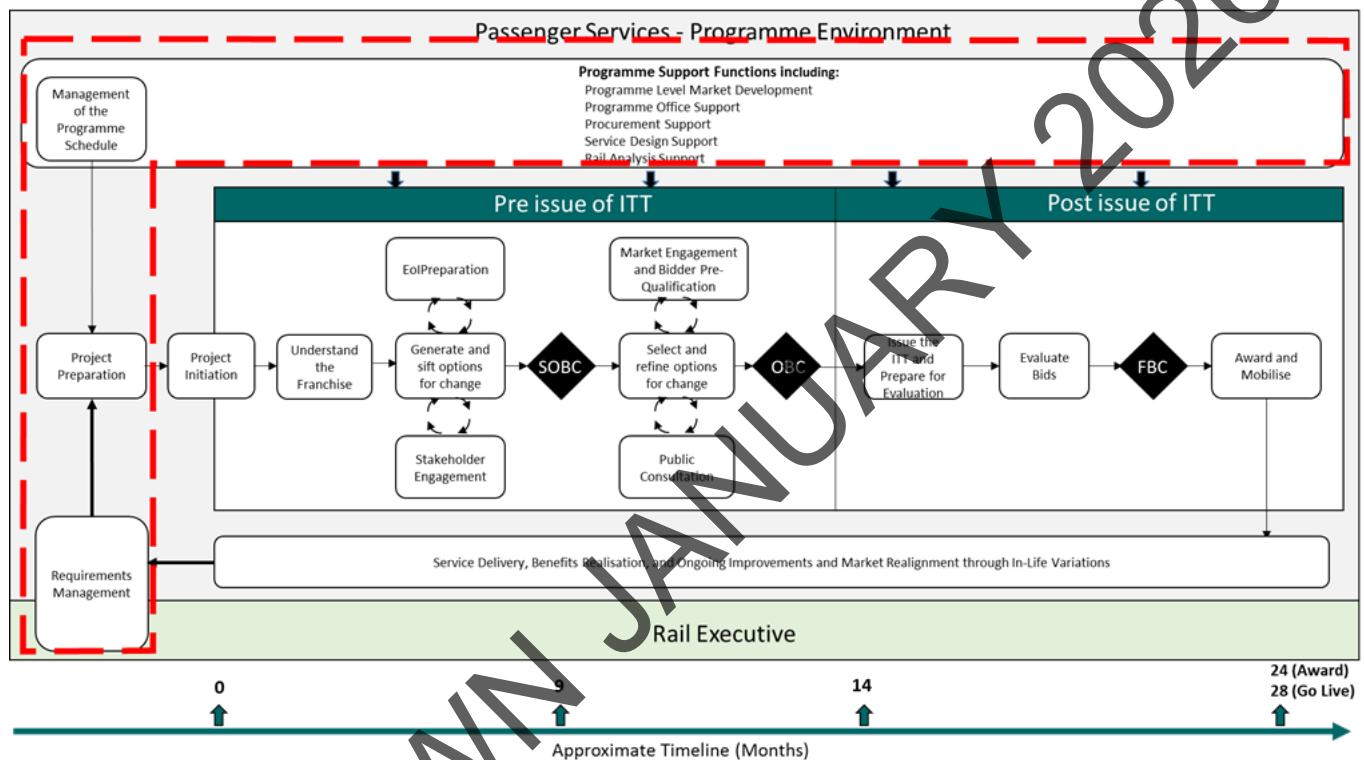 Passenger Services - Programme Environment
Programme Support Functions including:
Programme Level Market Development
Programme Office Support
Procurement Support
Service Design Support
Rail Analysis Support
Management
of the
Programme
Schedule
Pre issue of ITT
Post issue of ITT
EoIPreparation
Market Engagement
and Bidder Pre-
Qualification
Project
Preparation
Project
Initiation
Understand
the
Franchise
Generate and
sift options
for change
SOBC
Select and
refine options
for change
OBC
Issue the
ITT and
Prepare for
Evaluation
Evaluate
Bids
FBC
Award and
Mobilise
Stakeholder
Engagement
Public
Consultation
Requirements
Management
Service Delivery, Benefits Realisation, and Ongoing Improvements and Market Realignment through In-Life Variations
Rail Executive
0
9
14
24 (Award)
28 (Go Live)
Approximate Timeline (Months)
WN JANUARY 202